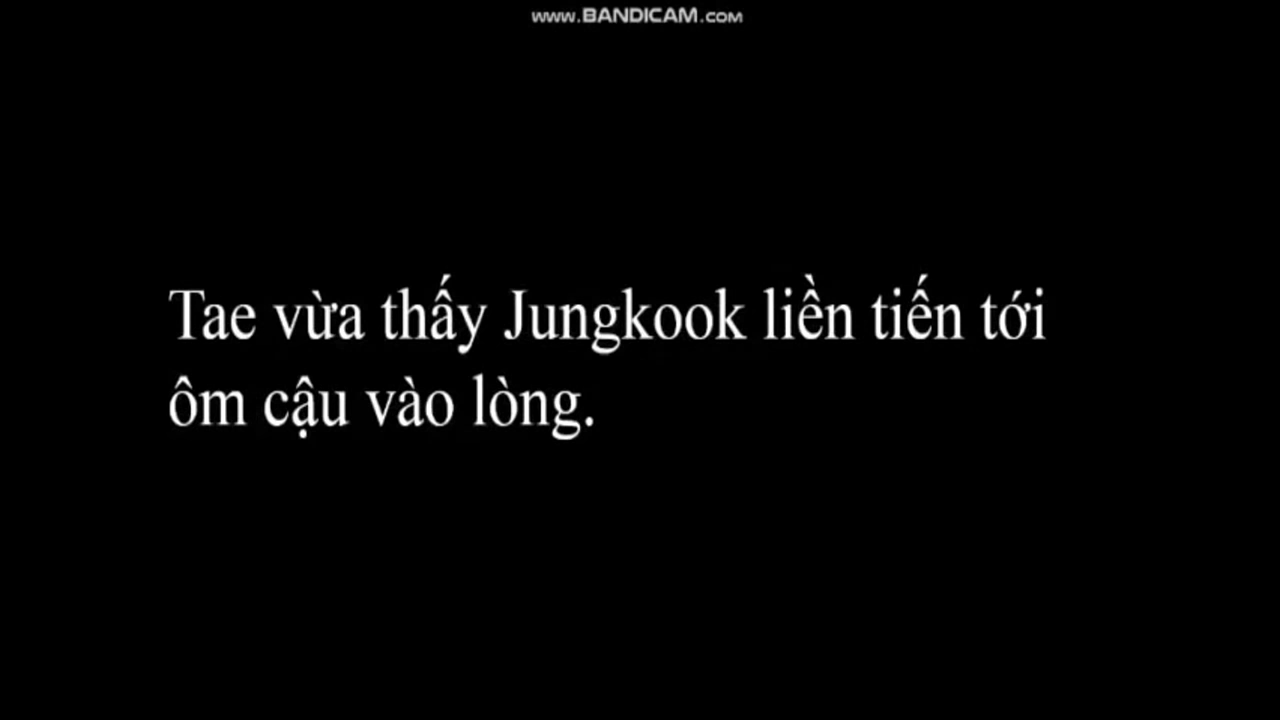 www.BANDICAM.com
Tae vừa thấy Jungkook liền tiến tới
ôm cậu vào lòng.